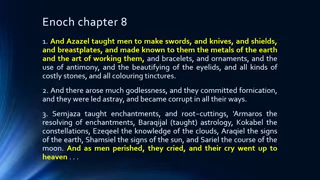 Enoch chapter 8
1. And Azazel taught men to make swords, and knives, and shields,
and breastplates, and made known to them the metals of the earth
and the art of working them, and bracelets, and ornaments, and the
use of antimony, and the beautifying of the eyelids, and all kinds of
costly stones, and all colouring tinctures.
2. And there arose much godlessness, and they committed fornication,
and they were led astray, and became corrupt in all their ways.
3. Semjaza taught enchantments, and root-cuttings, 'Armaros the
resolving of enchantments, Baraqijal (taught) astrology, Kokabel the
constellations, Ezeqeel the knowledge of the clouds, Araqiel the signs
of the earth, Shamsiel the signs of the sun, and Sariel the course of the
moon. And as men perished, they cried, and their cry went up to
heaven . . .